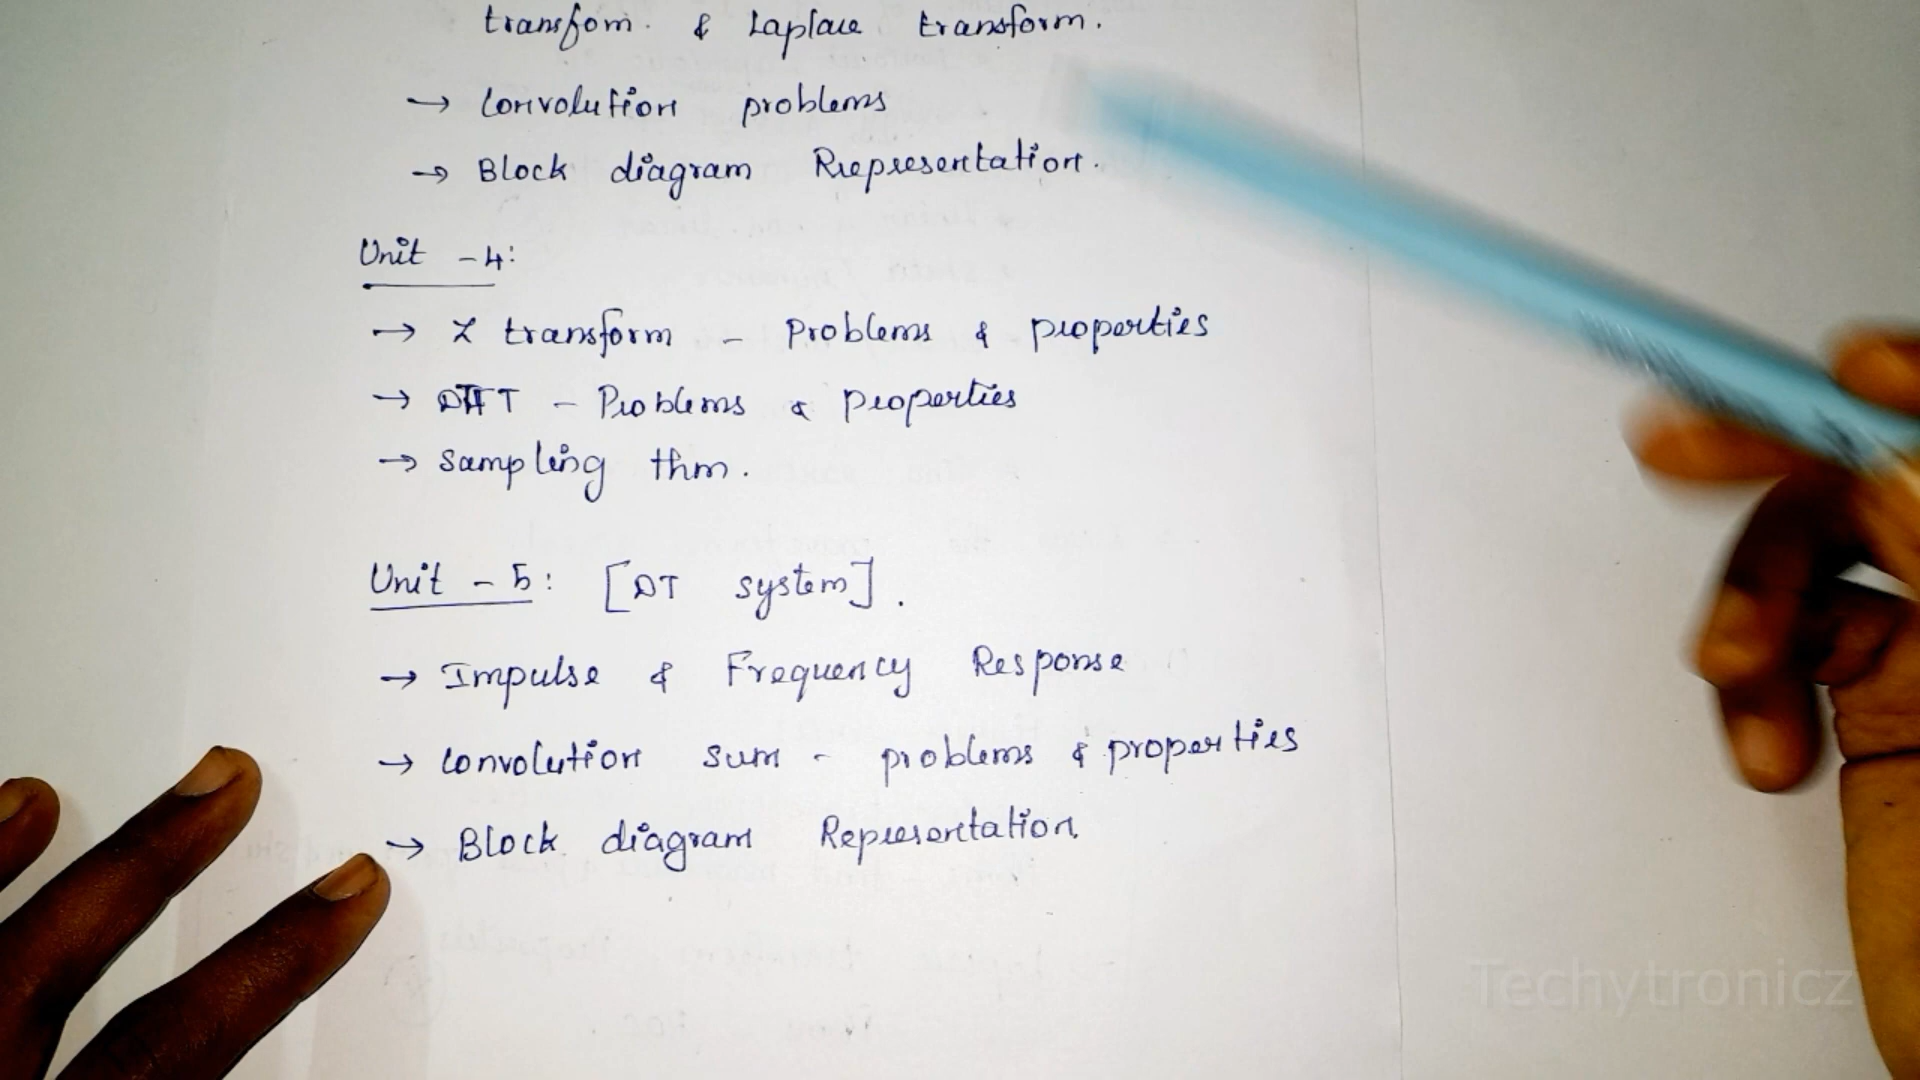 transfom. & Laplace transform.
→ Convolution problems
→ Block diagram Representation.
Unit - 4:
→ Z transform - Problems & properties
→ DTFT - Problems & properties
→ sampling thm.
Unit - 5: [DT system].
→ Impulse & Frequency Response
→ Convolution sum - problems & properties
→ Block diagram Representation.
Techytronicz